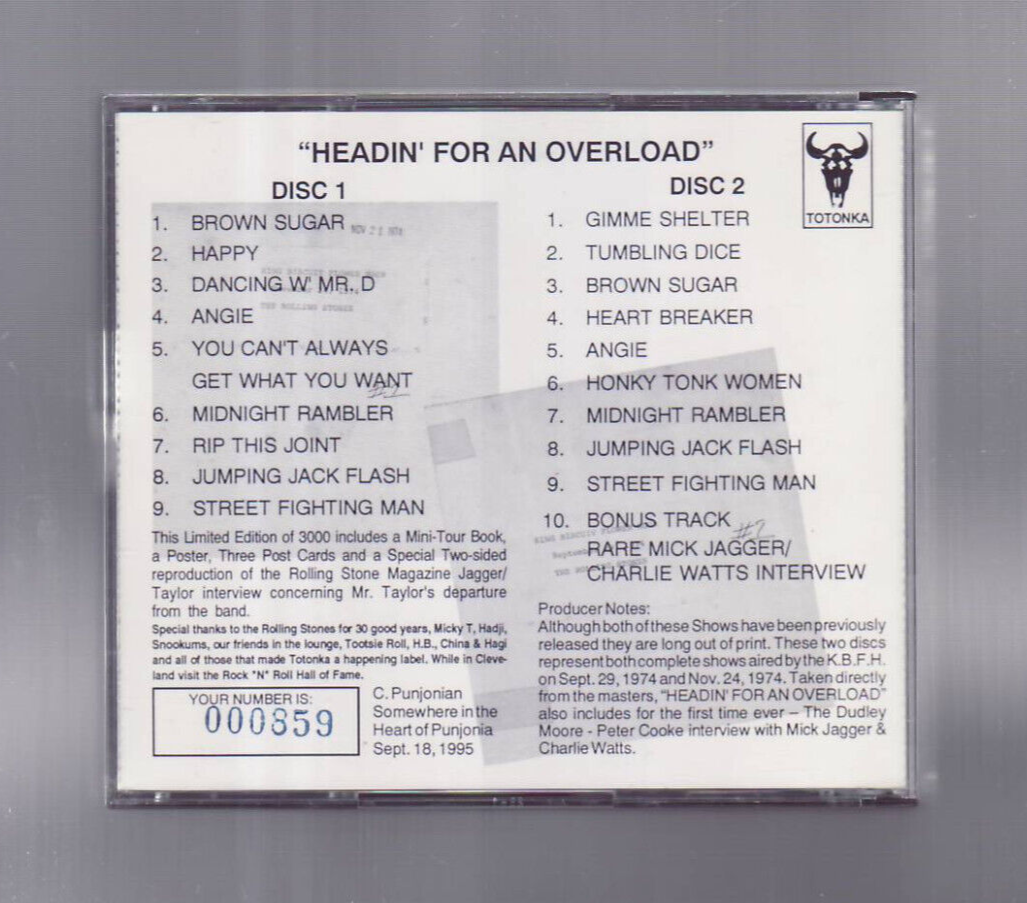 "HEADIN' FOR AN OVERLOAD"
TOTONKA
DISC 1
1. BROWN SUGAR
2. HAPPY
3. DANCING W' MR. D
4. ANGIE
5. YOU CAN'T ALWAYS
GET WHAT YOU WANT
6. MIDNIGHT RAMBLER
7. RIP THIS JOINT
8. JUMPING JACK FLASH
9. STREET FIGHTING MAN
This Limited Edition of 3000 includes a Mini-Tour Book,
a Poster, Three Post Cards and a Special Two-sided
reproduction of the Rolling Stone Magazine Jagger/
Taylor interview concerning Mr. Taylor's departure
from the band.
Special thanks to the Rolling Stones for 30 good years, Micky T, Hadji,
Snookums, our friends in the lounge, Tootsie Roll, H.B., China & Hagi
and all of those that made Totonka a happening label. While in Cleve-
land visit the Rock "N" Roll Hall of Fame.
YOUR NUMBER IS:
000859
C. Punjonian
Somewhere in the
Heart of Punjonia
Sept. 18, 1995
DISC 2
1. GIMME SHELTER
2. TUMBLING DICE
3. BROWN SUGAR
4. HEART BREAKER
5. ANGIE
6. HONKY TONK WOMEN
7. MIDNIGHT RAMBLER
8. JUMPING JACK FLASH
9. STREET FIGHTING MAN
10. BONUS TRACK
RARE MICK JAGGER/
CHARLIE WATTS INTERVIEW
Producer Notes:
Although both of these Shows have been previously
released they are long out of print. These two discs
represent both complete shows aired by the K.B.F.H.
on Sept. 29, 1974 and Nov. 24, 1974. Taken directly
from the masters, "HEADIN' FOR AN OVERLOAD"
also includes for the first time ever – The Dudley
Moore - Peter Cooke interview with Mick Jagger &
Charlie Watts.
THE ROLLING STONES
#1